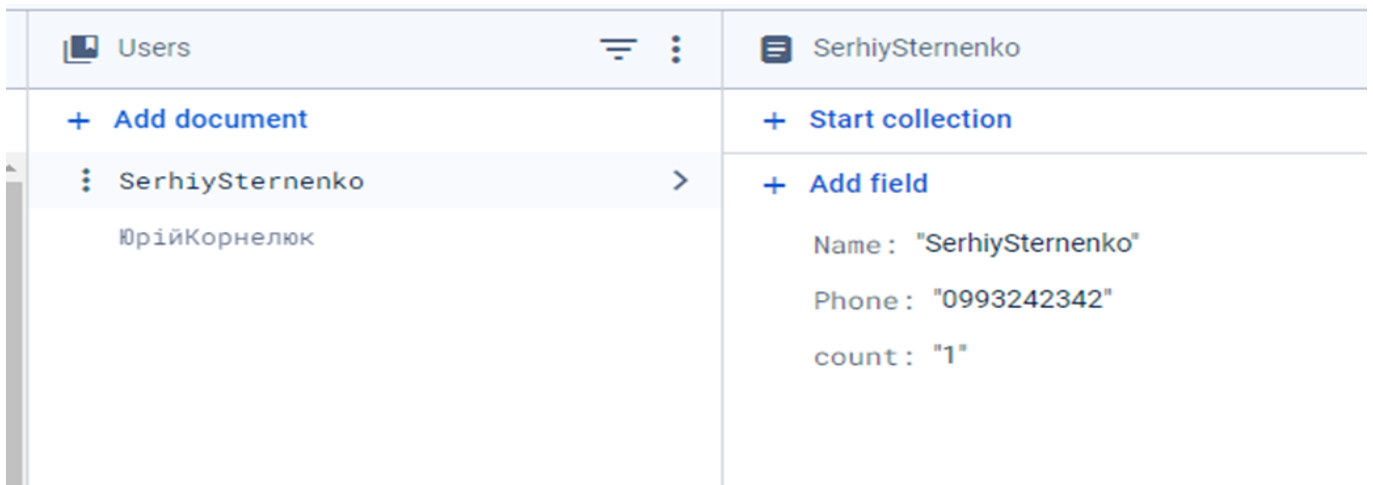 Users
SerhiySternenko
+ Add document
+ Start collection
SerhiySternenko
+ Add field
ЮрійКорнелюк
Name: "SerhiySternenko"
Phone: "0993242342"
count: "1"